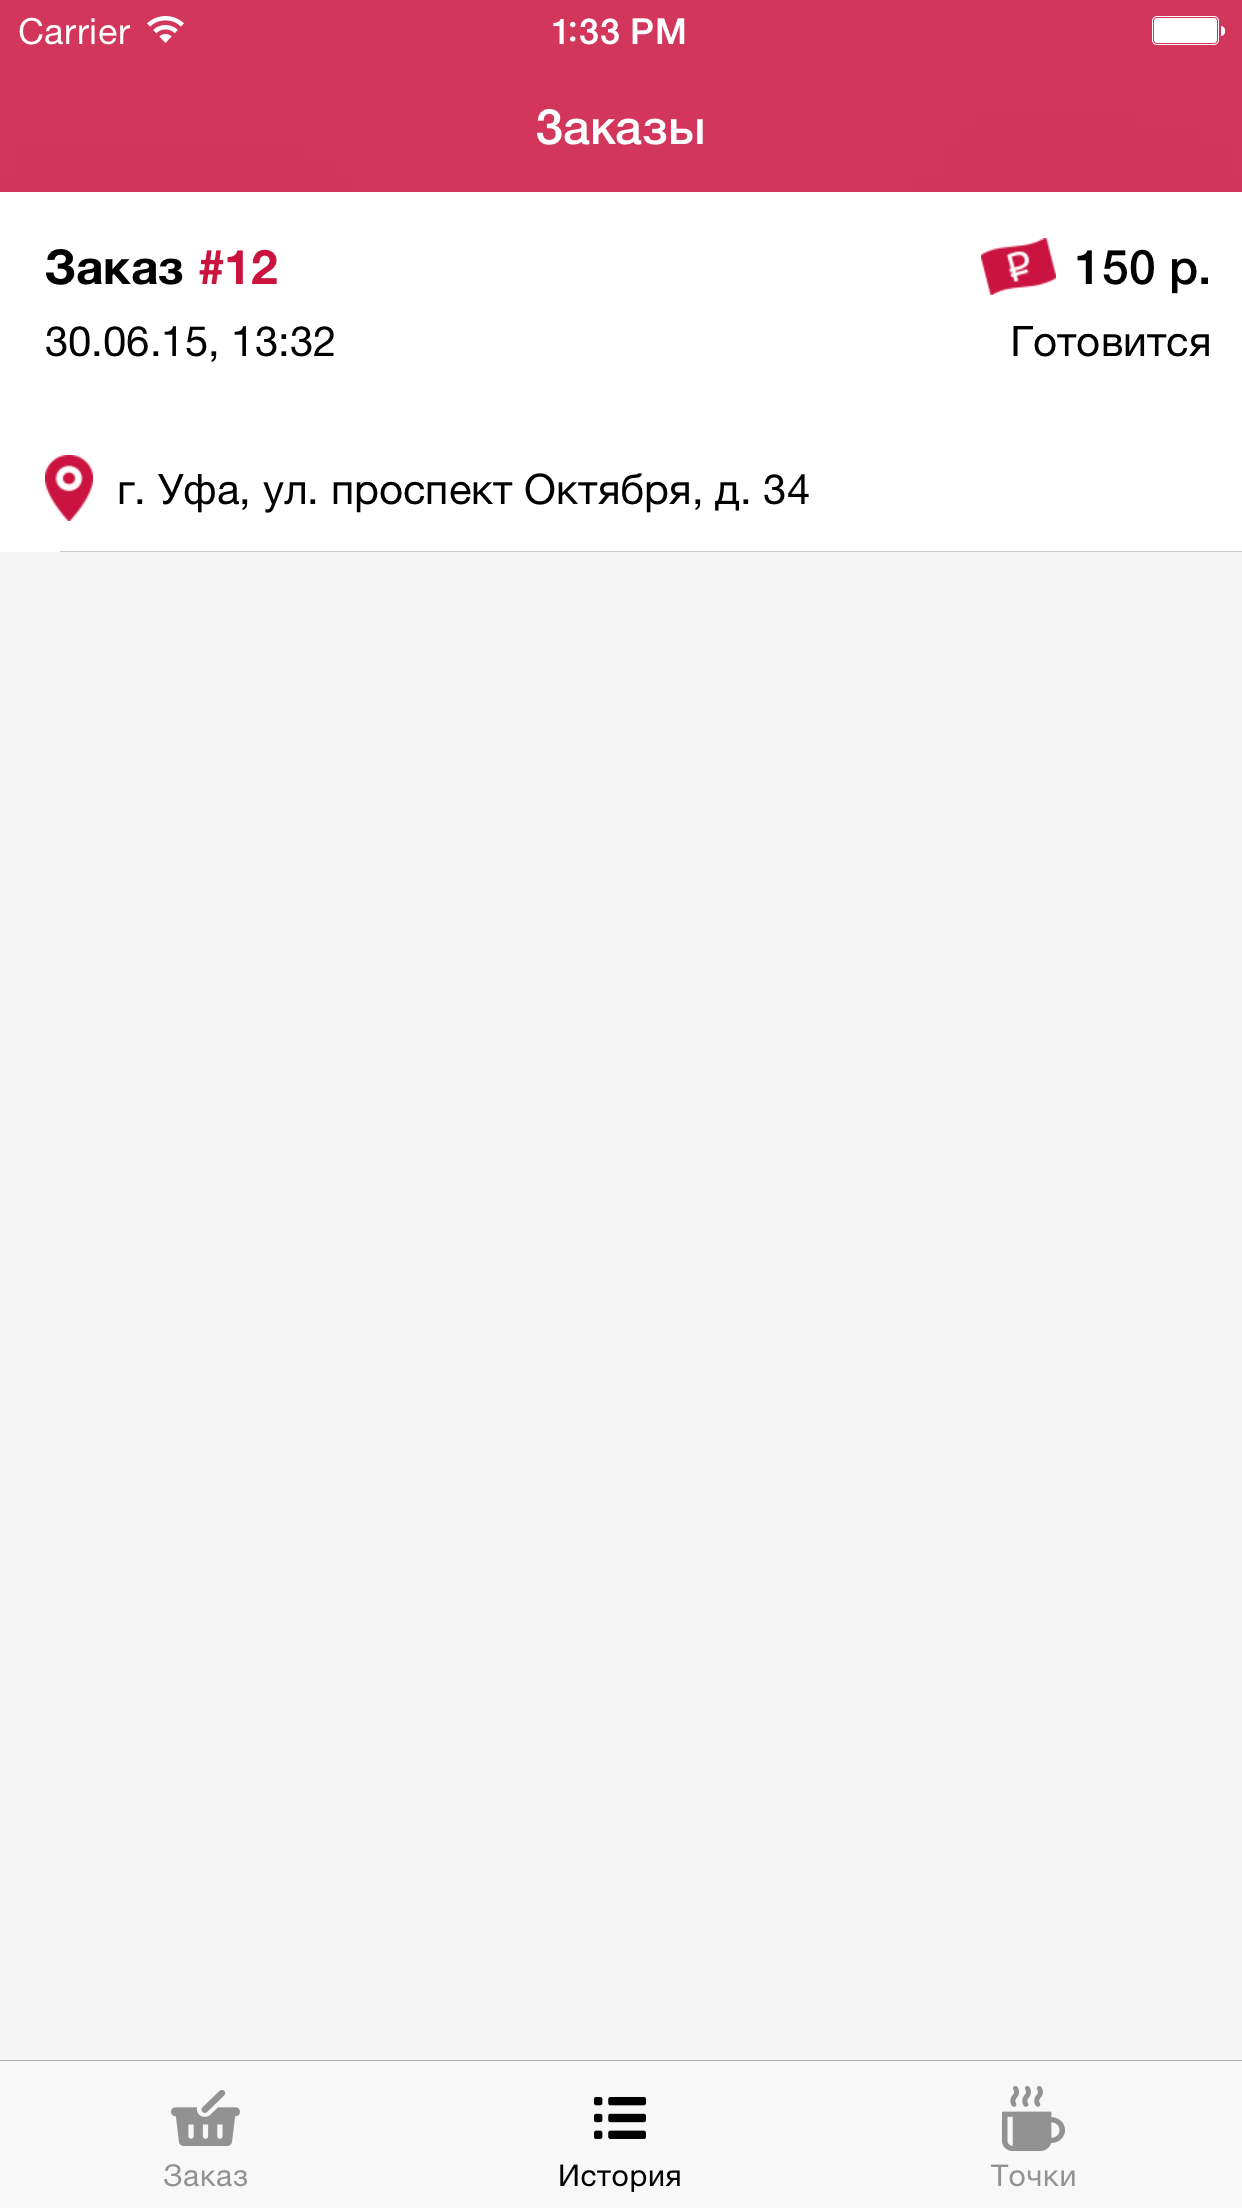 Carrier 1:33 PM
Заказы
Заказ #12 ₽ 150 р.
30.06.15, 13:32 Готовится
г. Уфа, ул. проспект Октября, д. 34
Заказ История Точки